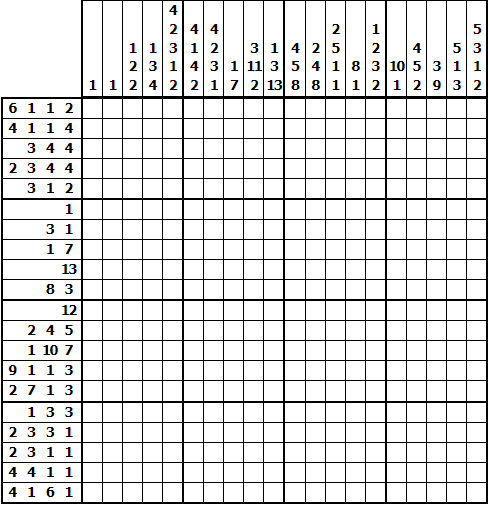 4
2 4 4 2 1 5
1 1 3 1 2 3 1 4 2 5 2 4 5 3
2 3 1 4 3 1 11 3 5 4 1 8 3 10 5 3 1 1
1 1 2 4 2 2 1 7 2 13 8 8 1 1 2 1 2 9 3 2
6 1 1 2
4 1 1 4
3 4 4
2 3 4 4
3 1 2
1
3 1
1 7
13
8 3
12
2 4 5
1 10 7
9 1 1 3
2 7 1 3
1 3 3
2 3 3 1
2 3 1 1
4 4 1 1
4 1 6 1